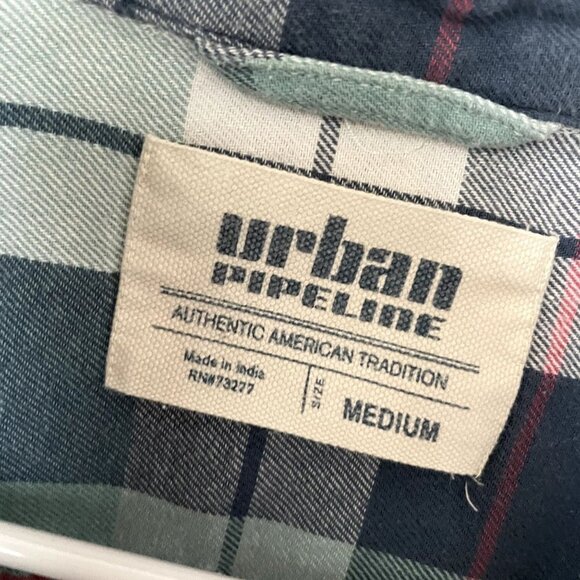 urban
PIPELINE
AUTHENTIC AMERICAN TRADITION
Made in India
RN#73277
SIZE
MEDIUM